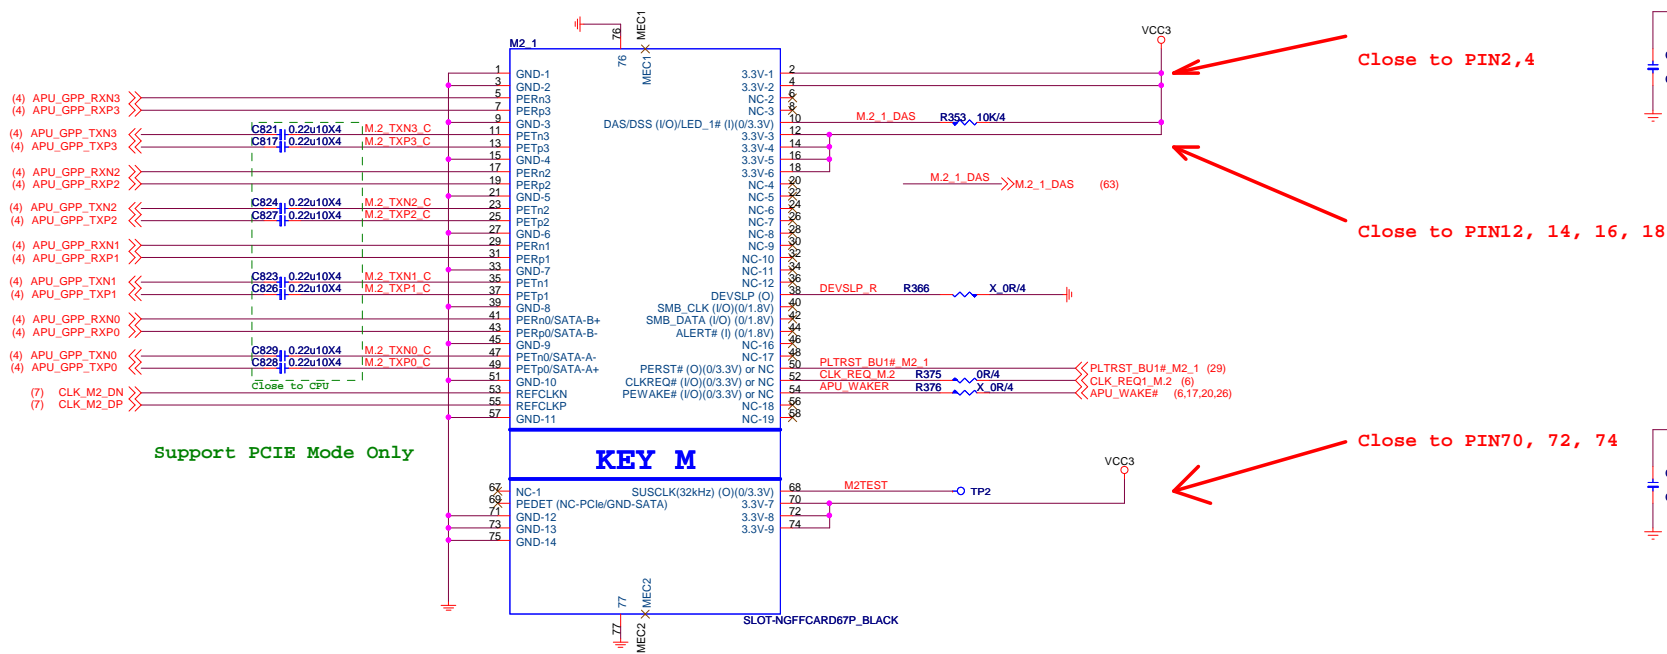 76
MEC1
M2_1
76
MEC1
VCC3
Close to PIN2,4
1 GND-1 3.3V-1 2
3 GND-2 3.3V-2 4
(4) APU_GPP_RXN3 5 PERn3 NC-2 6
(4) APU_GPP_RXP3 7 PERp3 NC-3 8
9 GND-3 DAS/DSS (I/O)/LED_1# (I)(0/3.3V) 10 M.2_1_DAS R353 10K/4
(4) APU_GPP_TXN3 C821 0.22u10X4 M.2_TXN3_C 11 PETn3 3.3V-3 12
(4) APU_GPP_TXP3 C817 0.22u10X4 M.2_TXP3_C 13 PETp3 3.3V-4 14
15 GND-4 3.3V-5 16
(4) APU_GPP_RXN2 17 PERn2 3.3V-6 18
(4) APU_GPP_RXP2 19 PERp2 NC-4 20 M.2_1_DAS M.2_1_DAS (63)
21 GND-5 NC-5 22
(4) APU_GPP_TXN2 C824 0.22u10X4 M.2_TXN2_C 23 PETn2 NC-6 24
(4) APU_GPP_TXP2 C827 0.22u10X4 M.2_TXP2_C 25 PETp2 NC-7 26
27 GND-6 NC-8 28
Close to PIN12, 14, 16, 18
(4) APU_GPP_RXN1 29 PERn1 NC-9 30
(4) APU_GPP_RXP1 31 PERp1 NC-10 32
33 GND-7 NC-11 34
(4) APU_GPP_TXN1 C823 0.22u10X4 M.2_TXN1_C 35 PETn1 NC-12 36
(4) APU_GPP_TXP1 C826 0.22u10X4 M.2_TXP1_C 37 PETp1 DEVSLP (O) 38 DEVSLP_R R366 X_0R/4
39 GND-8 SMB_CLK (I/O)(0/1.8V) 40
(4) APU_GPP_RXN0 41 PERn0/SATA-B+ SMB_DATA (I/O) (0/1.8V) 42
(4) APU_GPP_RXP0 43 PERp0/SATA-B- ALERT# (I) (0/1.8V) 44
45 GND-9 NC-16 46
(4) APU_GPP_TXN0 C829 0.22u10X4 M.2_TXN0_C 47 PETn0/SATA-A- NC-17 48
(4) APU_GPP_TXP0 C828 0.22u10X4 M.2_TXP0_C 49 PETp0/SATA-A+ PERST# (O)(0/3.3V) or NC 50 PLTRST_BU1#_M2_1 PLTRST_BU1#_M2_1 (29)
Close to CPU
51 GND-10 CLKREQ# (I/O)(0/3.3V) or NC 52 CLK_REQ_M.2 R375 0R/4 CLK_REQ1_M.2 (6)
(7) CLK_M2_DN 53 REFCLKN PEWAKE# (I/O)(0/3.3V) or NC 54 APU_WAKER R376 X_0R/4 APU_WAKE# (6,17,20,26)
(7) CLK_M2_DP 55 REFCLKP NC-18 56
57 GND-11 NC-19 58
Support PCIE Mode Only
KEY M
Close to PIN70, 72, 74
VCC3
67 NC-1 SUSCLK(32kHz) (O)(0/3.3V) 68 M2TEST TP2
69 PEDET (NC-PCIe/GND-SATA) 3.3V-7 70
71 GND-12 3.3V-8 72
73 GND-13 3.3V-9 74
75 GND-14
77
MEC2
SLOT-NGFFCARD67P_BLACK
77
MEC2